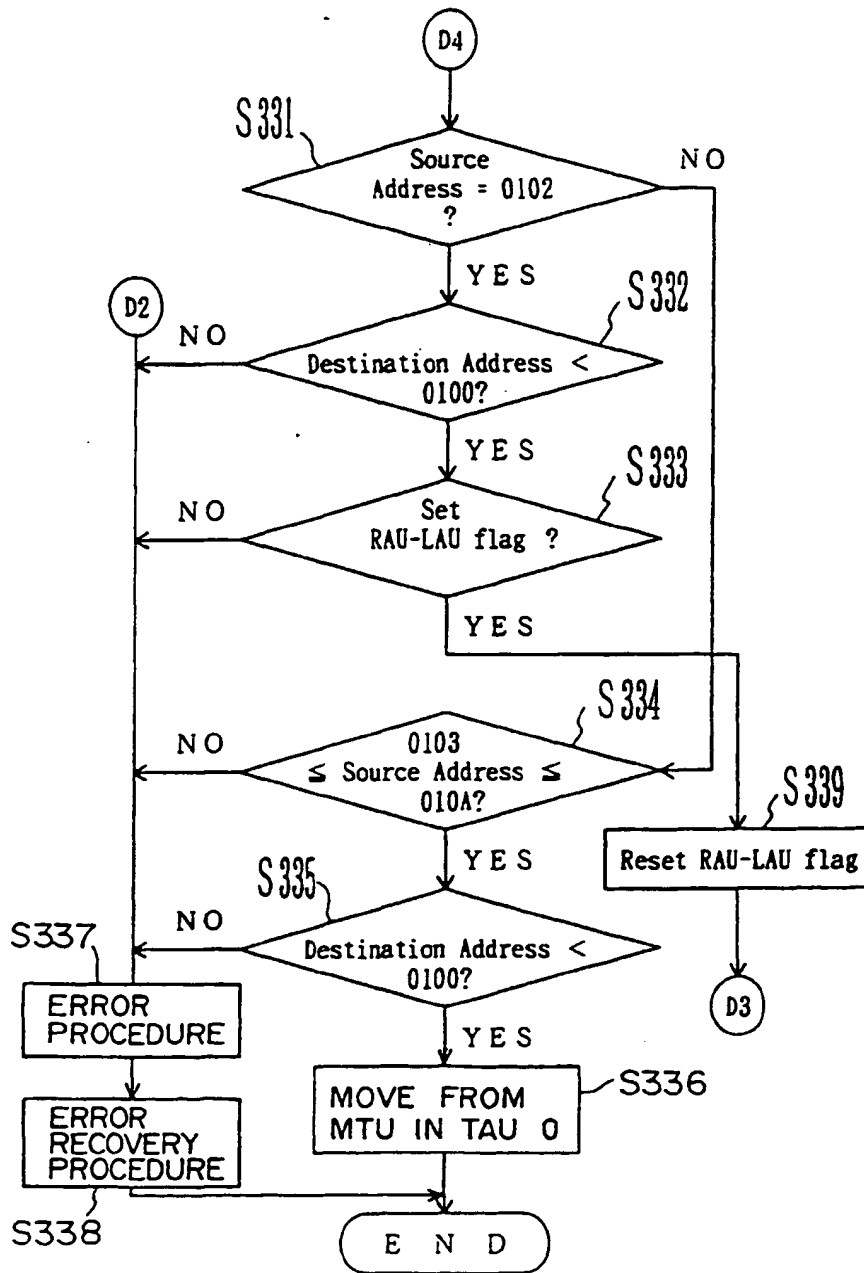 D4
S331
Source
Address = 0102
?
NO
YES
D2
S332
NO
Destination Address <
0100?
YES
S333
NO
Set
RAU-LAU flag ?
YES
S334
NO
0103
≦ Source Address ≦
010A?
S339
YES
Reset RAU-LAU flag
S335
NO
Destination Address <
0100?
S337
D3
ERROR
PROCEDURE
YES
S336
MOVE FROM
MTU IN TAU 0
ERROR
RECOVERY
PROCEDURE
S338
END